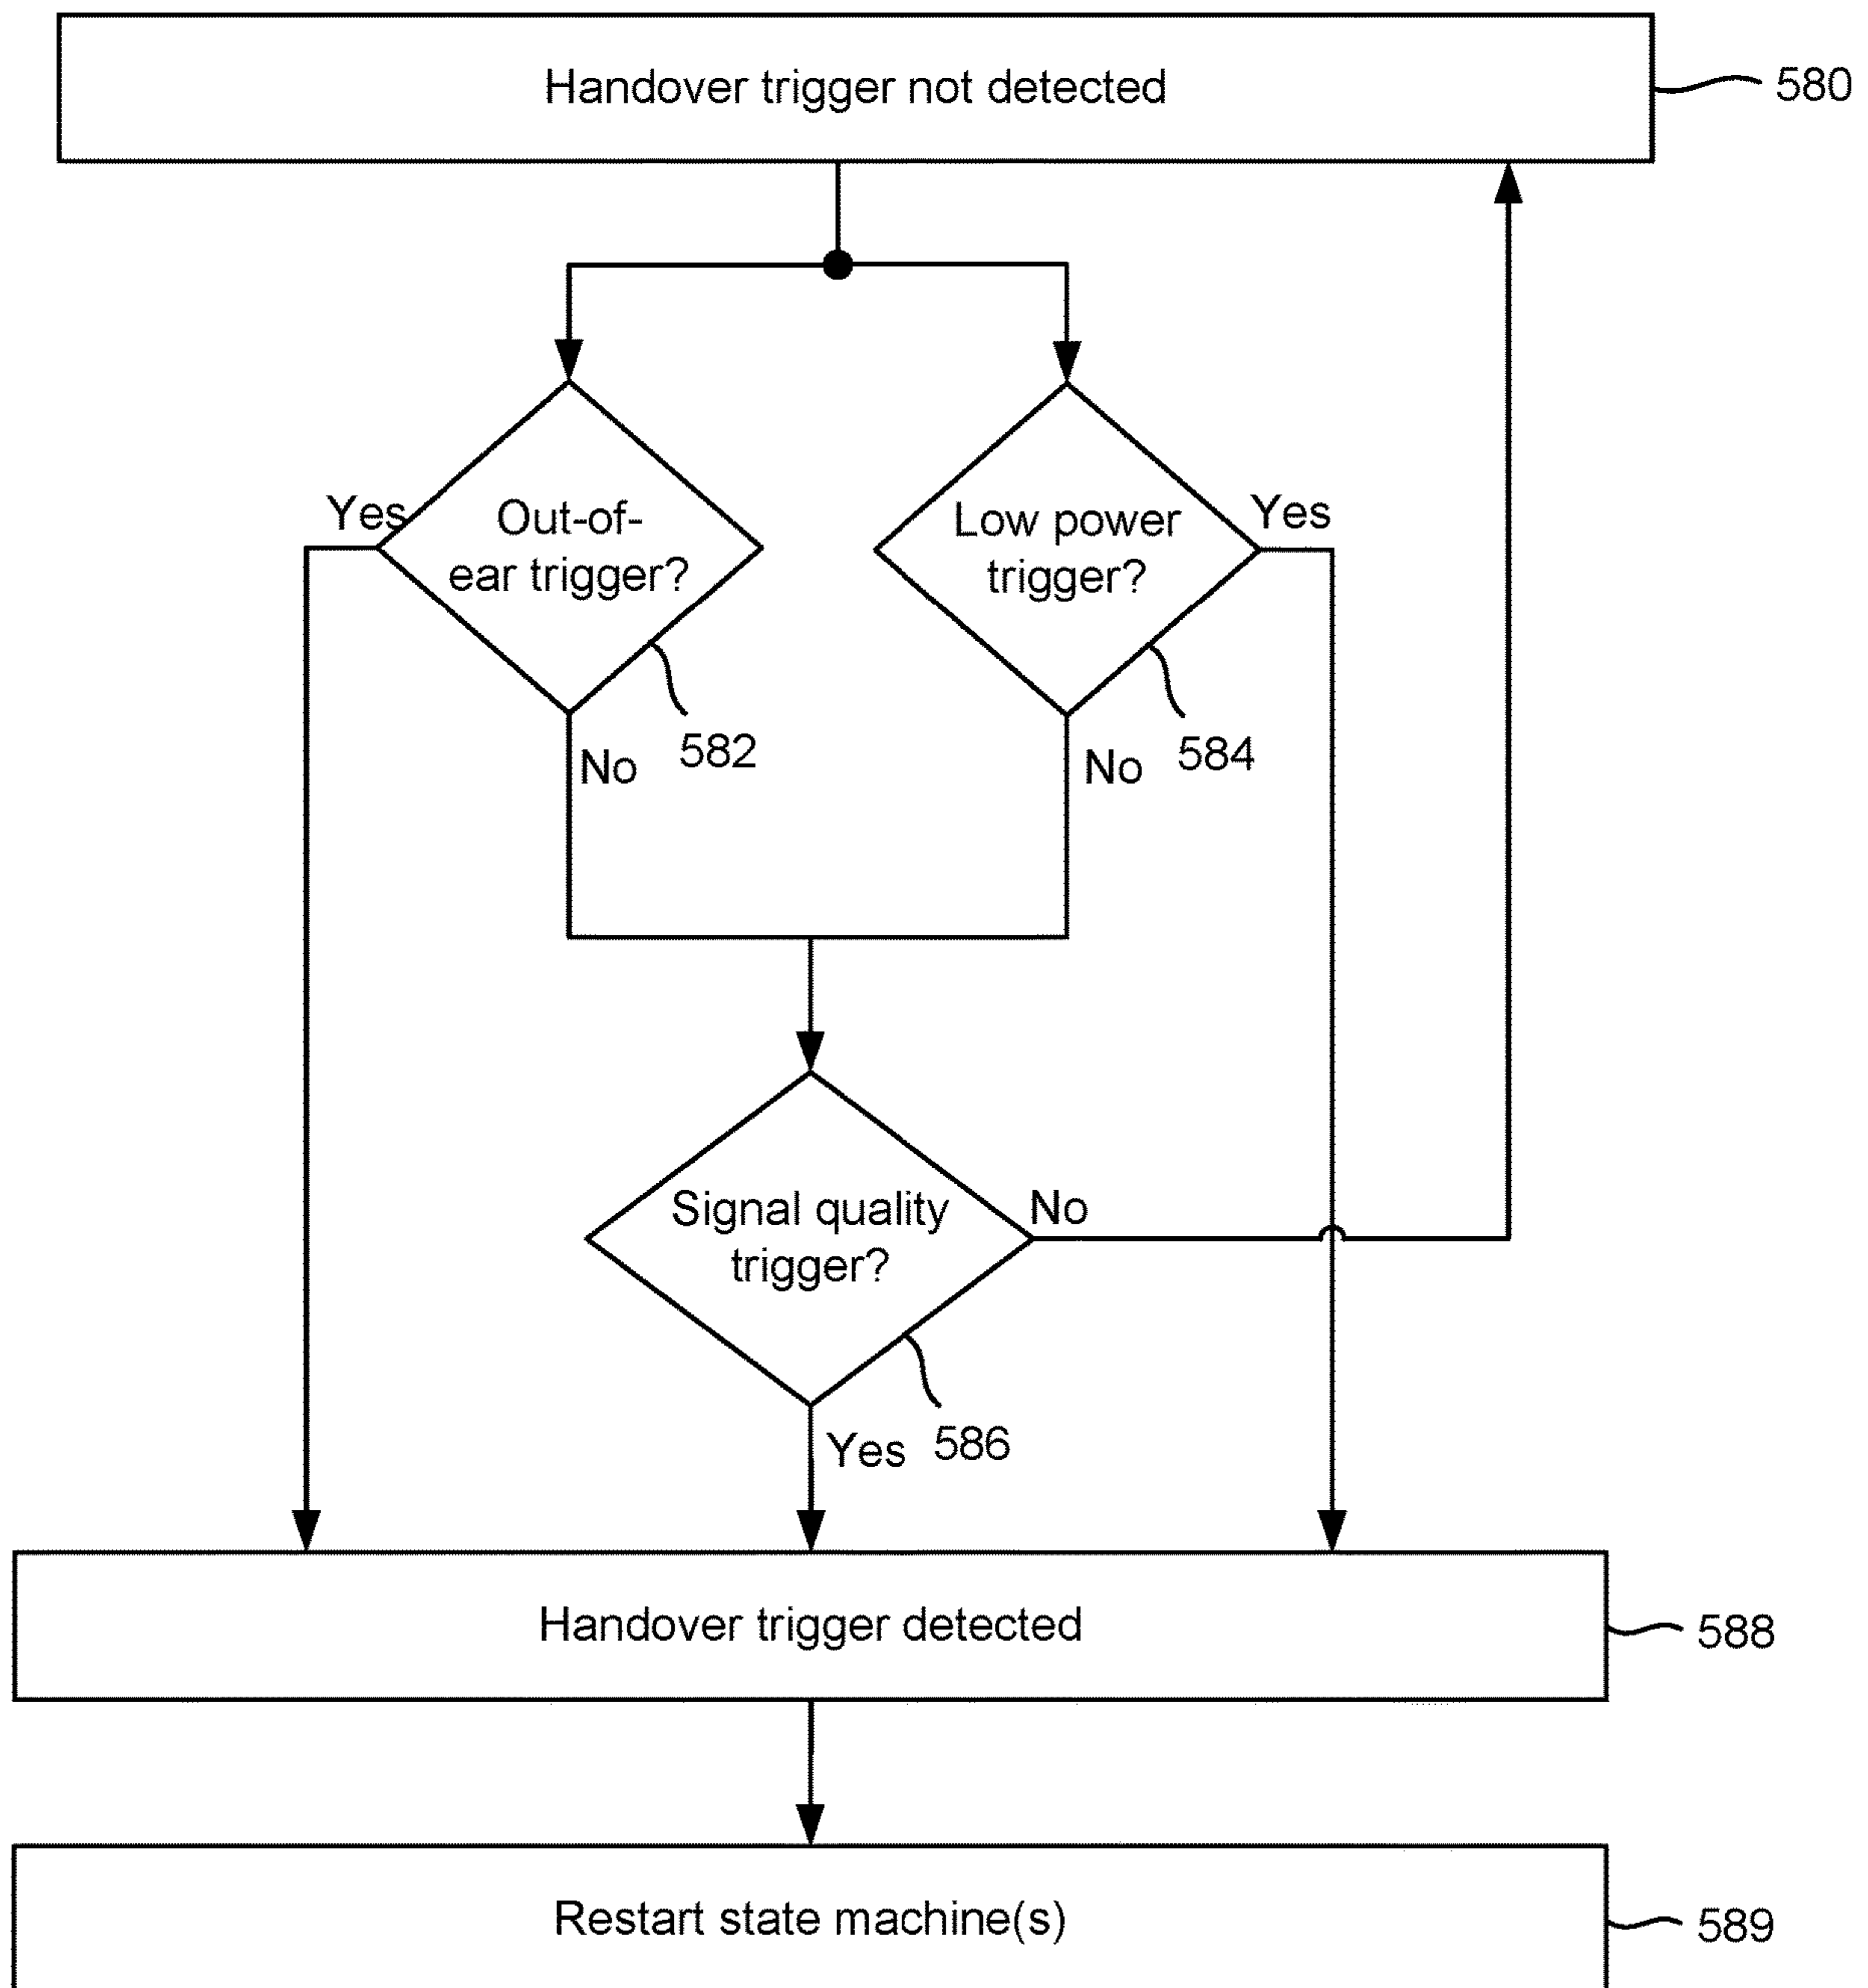 Handover trigger not detected
580
Yes
Out-of-
ear trigger?
Low power
trigger?
Yes
No
582
No
584
Signal quality
trigger?
No
Yes
586
Handover trigger detected
588
Restart state machine(s)
589